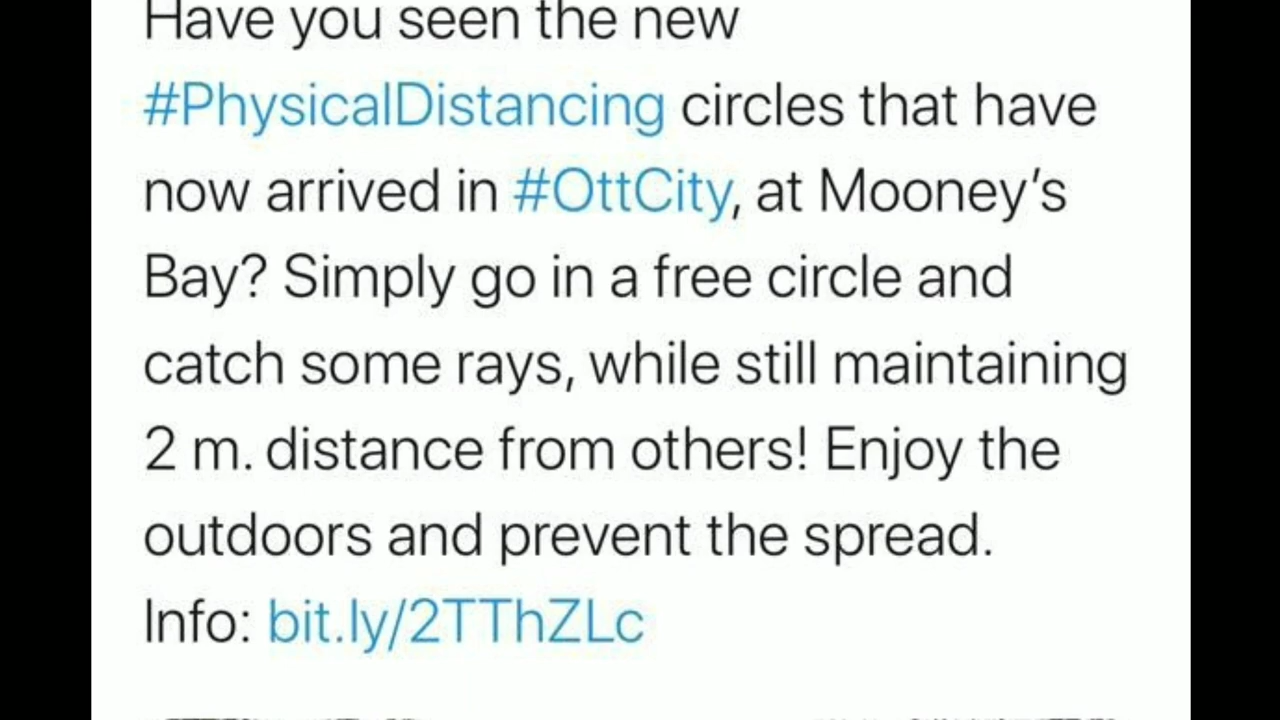 Have you seen the new
#PhysicalDistancing circles that have
now arrived in #OttCity, at Mooney’s
Bay? Simply go in a free circle and
catch some rays, while still maintaining
2 m. distance from others! Enjoy the
outdoors and prevent the spread.
Info: bit.ly/2TThZLc